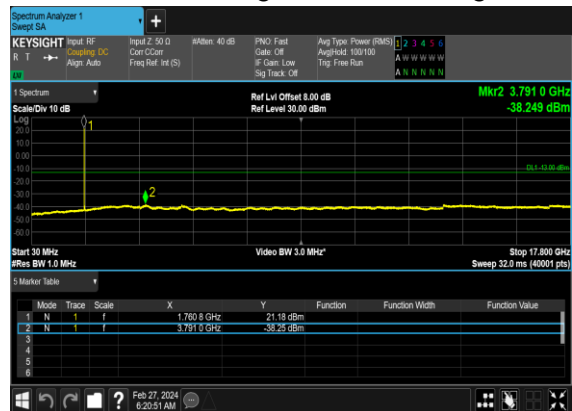 Spectrum Analyzer 1
Swept SA
+
KEYSIGHT Input: RF Input Z: 50 Ω #Atten: 40 dB PNO: Fast Avg Type: Power (RMS) 1 2 3 4 5 6
R T Coupling: DC Corr CCorr Gate: Off Avg|Hold: 100/100 A W W W W W
Align: Auto Freq Ref: Int (S) IF Gain: Low Trig: Free Run
LW Sig Track: Off A N N N N N
1 Spectrum Ref Lvl Offset 8.00 dB Mkr2 3.791 0 GHz
Scale/Div 10 dB Ref Level 30.00 dBm -38.249 dBm
Log
20.0
10.0
0.00
-10.0
-20.0
-30.0
-40.0
-50.0
-60.0
1
2
DL1 -13.00 dBm
Start 30 MHz Video BW 3.0 MHz* Stop 17.800 GHz
#Res BW 1.0 MHz Sweep 32.0 ms (40001 pts)
5 Marker Table
Mode Trace Scale X Y Function Function Width Function Value
1 N 1 f 1.760 8 GHz 21.18 dBm
2 N 1 f 3.791 0 GHz -38.25 dBm
3
4
5
6
? Feb 27, 2024
6:20:51 AM